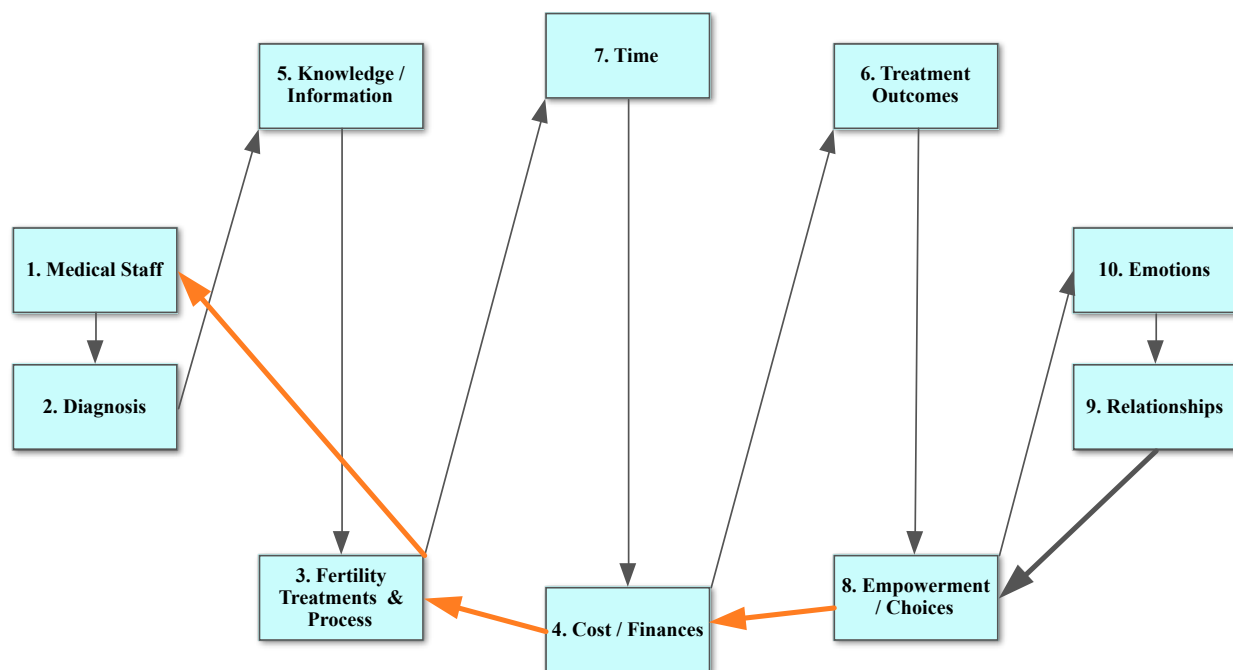 7. Time
5. Knowledge /
Information
6. Treatment
Outcomes
1. Medical Staff
10. Emotions
2. Diagnosis
9. Relationships
3. Fertility
Treatments &
Process
4. Cost / Finances
8. Empowerment
/ Choices